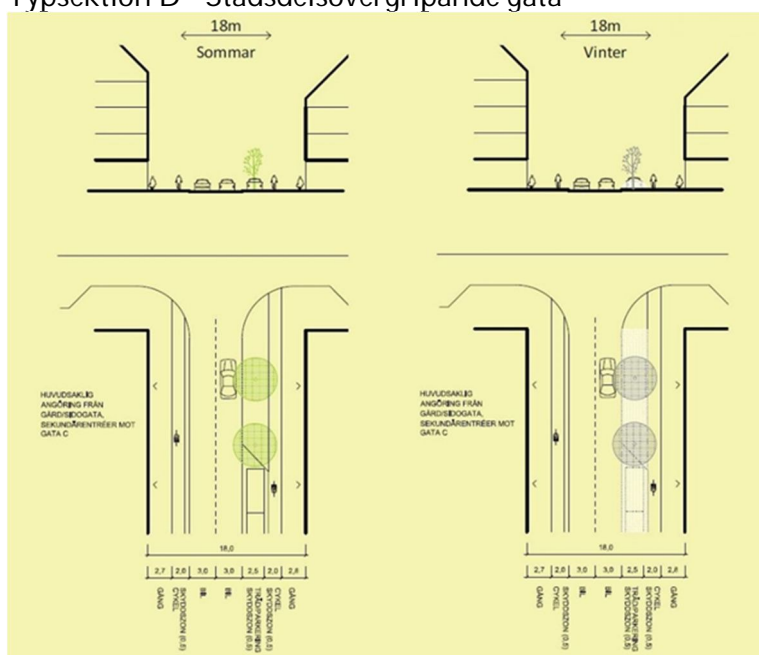 Typsektion D - Stadsdelsövergripande gata
18m
Sommar
18m
Vinter
HUVUDSAKLIG
ANGÖRING FRÅN
GÅRD/SIDOGATA,
SEKUNDÄRENTRÉER MOT
GATA C
18,0
2,7 2,0 3,0 3,0 2,5 2,0 2,8
GÅNG
CYKEL
SKYDDSZON (0,5)
BIL
BIL
SKYDDSZON (0,5)
TRÄD/PARKERING
SKYDDSZON (0,5)
CYKEL
GÅNG
HUVUDSAKLIG
ANGÖRING FRÅN
GÅRD/SIDOGATA,
SEKUNDÄRENTRÉER MOT
GATA C
18,0
2,7 2,0 3,0 3,0 2,5 2,0 2,8
GÅNG
CYKEL
SKYDDSZON (0,5)
BIL
BIL
SKYDDSZON (0,5)
TRÄD/PARKERING
SKYDDSZON (0,5)
CYKEL
GÅNG